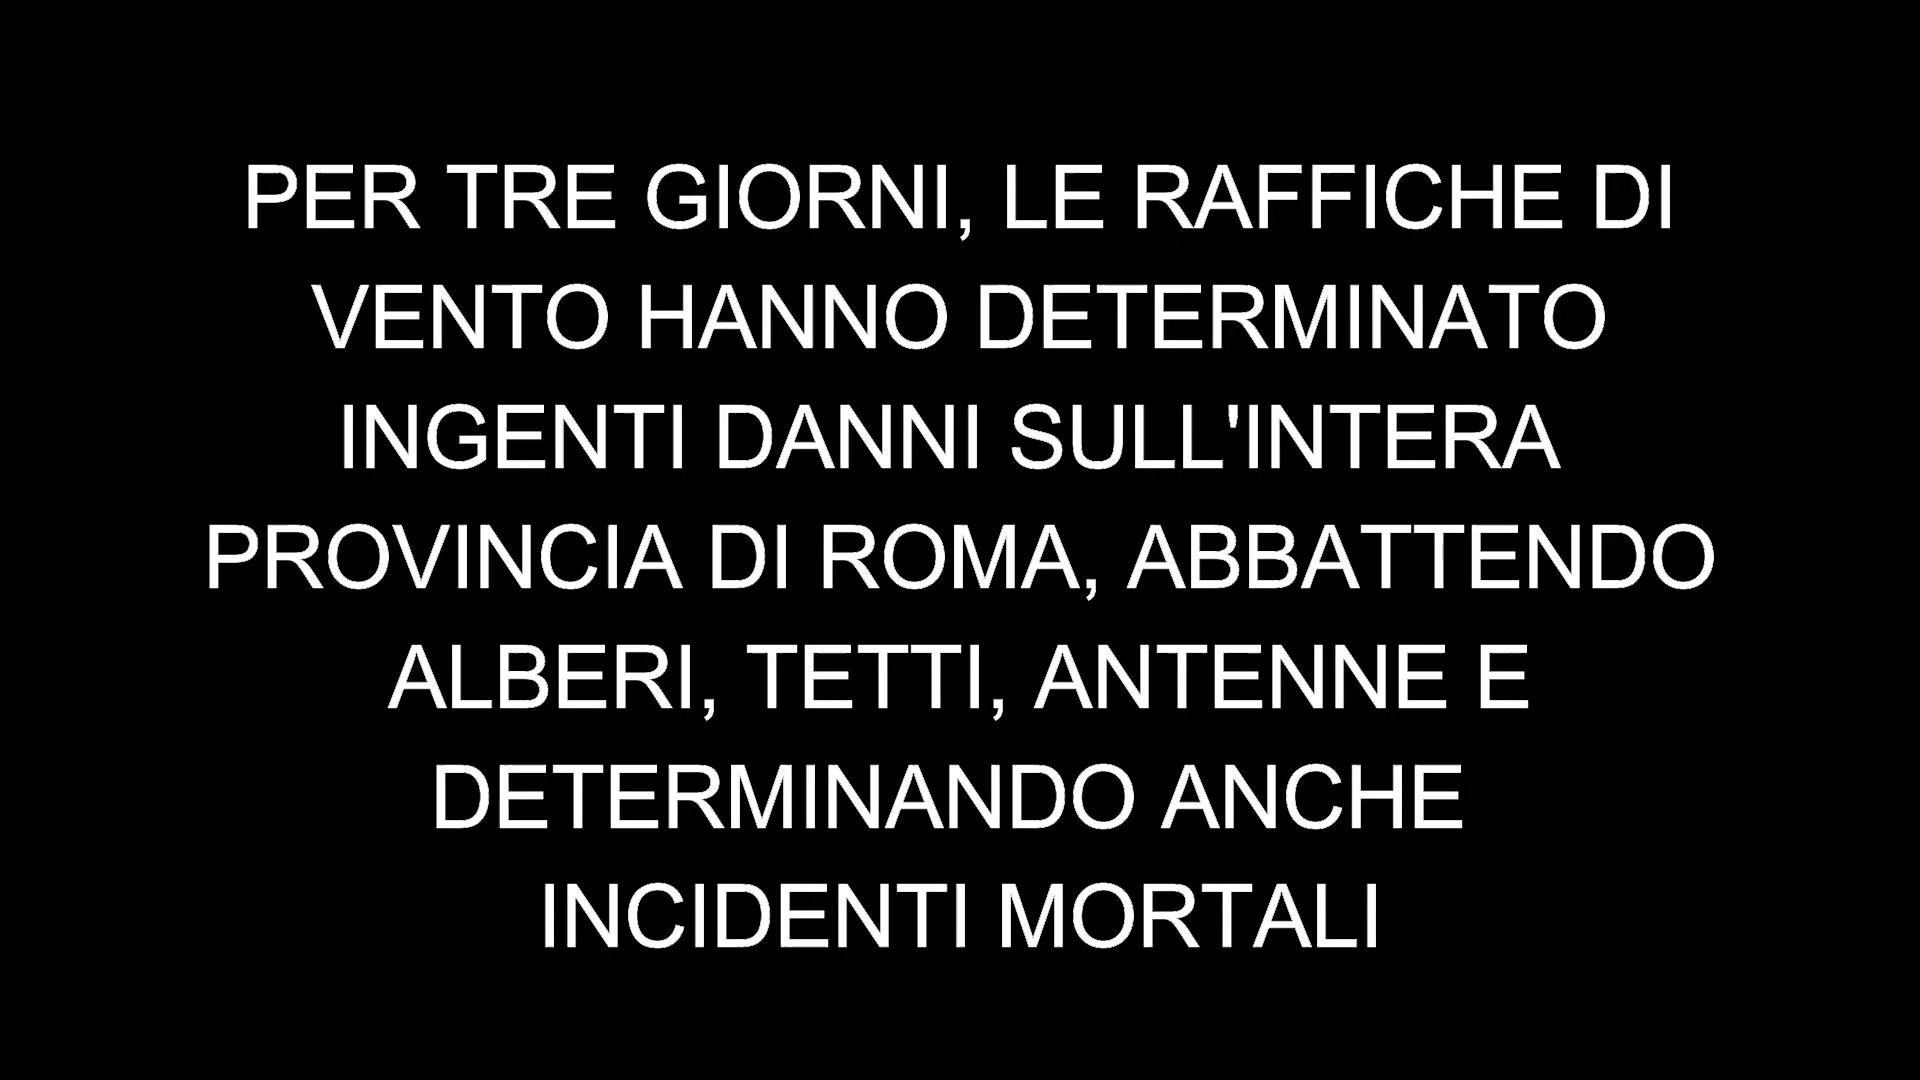 PER TRE GIORNI, LE RAFFICHE DI
VENTO HANNO DETERMINATO
INGENTI DANNI SULL'INTERA
PROVINCIA DI ROMA, ABBATTENDO
ALBERI, TETTI, ANTENNE E
DETERMINANDO ANCHE
INCIDENTI MORTALI